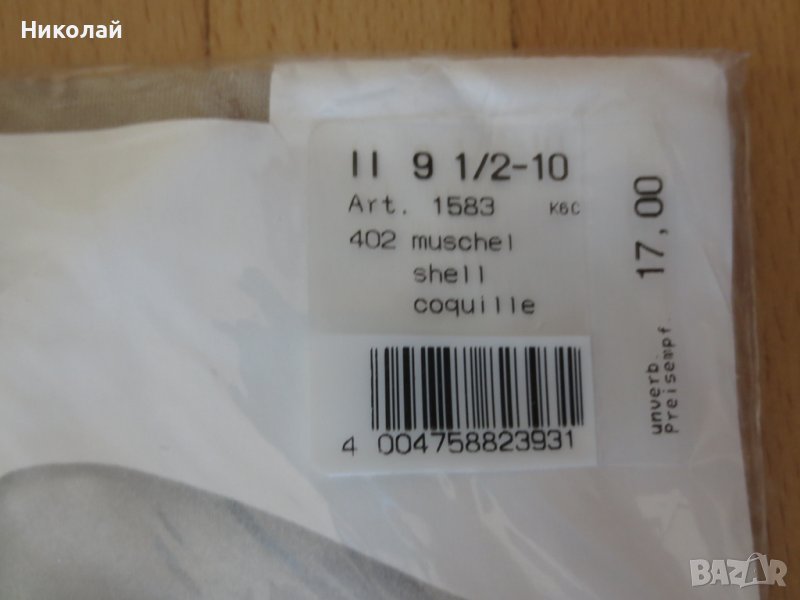 Николай
II 9 1/2-10
Art. 1583 K6C
402 muschel
shell
coquille
4 004758823931
17,00
unverb.
Preisempf.
BAZAR